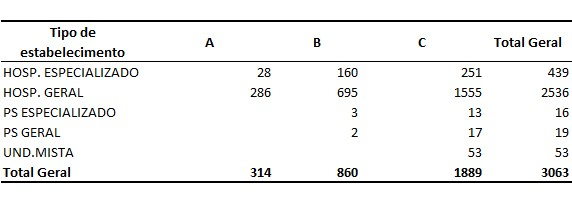 Tipo de estabelecimento A B C Total Geral
HOSP. ESPECIALIZADO 28 160 251 439
HOSP. GERAL 286 695 1555 2536
PS ESPECIALIZADO 3 13 16
PS GERAL 2 17 19
UND.MISTA 53 53
Total Geral 314 860 1889 3063